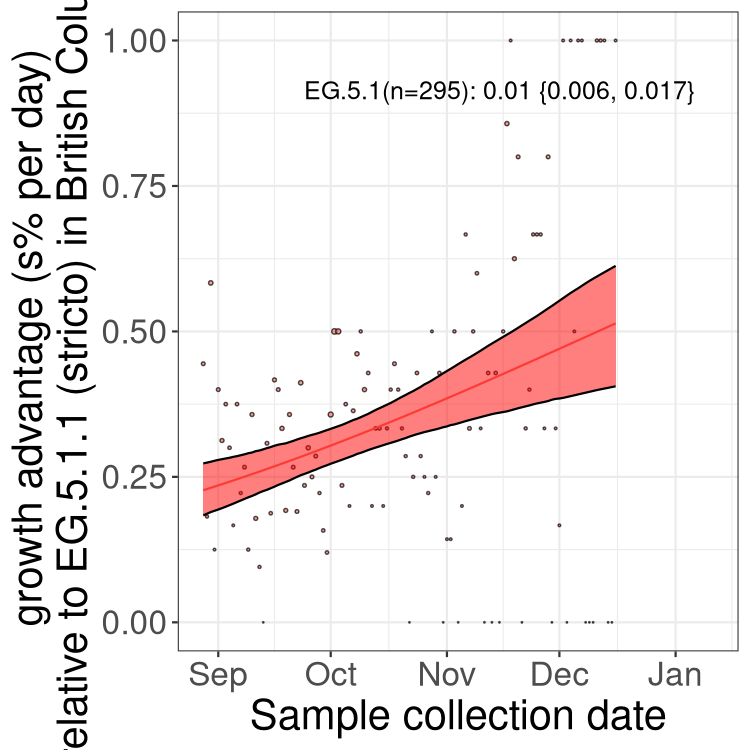 growth advantage (s% per day)
relative to EG.5.1.1 (stricto) in British Colu
1.00
0.75
0.50
0.25
0.00
EG.5.1(n=295): 0.01 {0.006, 0.017}
Sep Oct Nov Dec Jan
Sample collection date